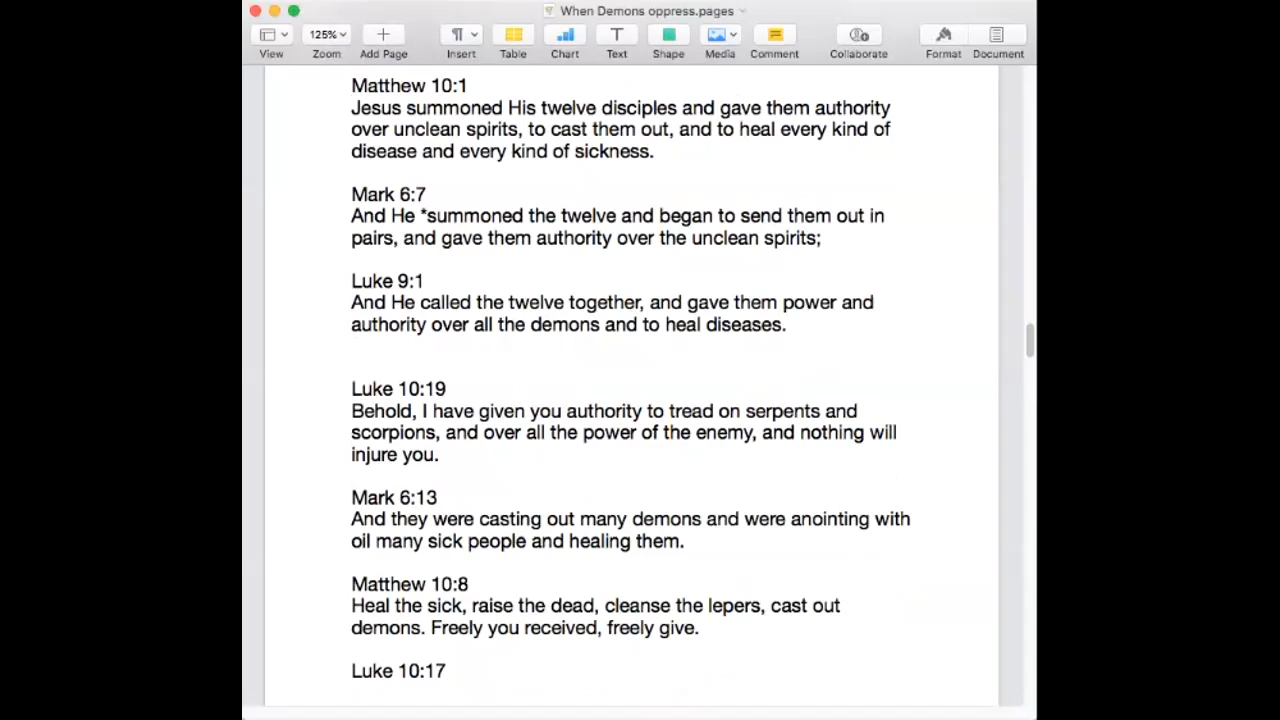 When Demons oppress.pages
125%
View
Zoom
Add Page
Insert
Table
Chart
Text
Shape
Media
Comment
Collaborate
Format
Document
Matthew 10:1
Jesus summoned His twelve disciples and gave them authority
over unclean spirits, to cast them out, and to heal every kind of
disease and every kind of sickness.
Mark 6:7
And He *summoned the twelve and began to send them out in
pairs, and gave them authority over the unclean spirits;
Luke 9:1
And He called the twelve together, and gave them power and
authority over all the demons and to heal diseases.
Luke 10:19
Behold, I have given you authority to tread on serpents and
scorpions, and over all the power of the enemy, and nothing will
injure you.
Mark 6:13
And they were casting out many demons and were anointing with
oil many sick people and healing them.
Matthew 10:8
Heal the sick, raise the dead, cleanse the lepers, cast out
demons. Freely you received, freely give.
Luke 10:17